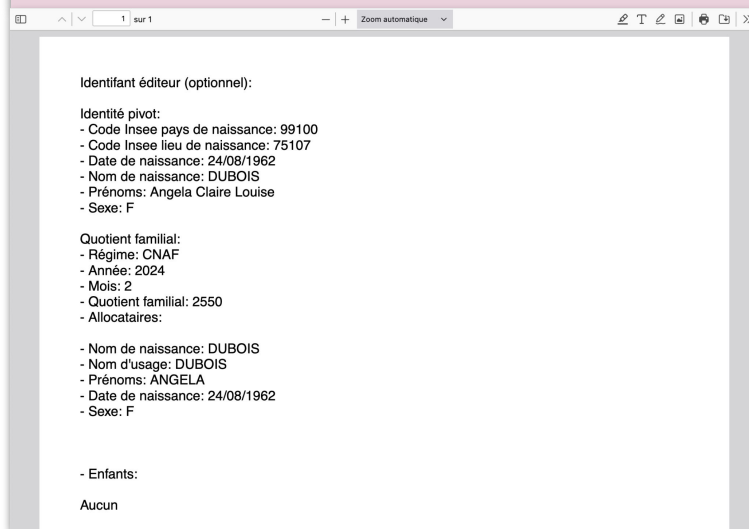 1 sur 1
Zoom automatique
Identifant éditeur (optionnel):
Identité pivot:
- Code Insee pays de naissance: 99100
- Code Insee lieu de naissance: 75107
- Date de naissance: 24/08/1962
- Nom de naissance: DUBOIS
- Prénoms: Angela Claire Louise
- Sexe: F
Quotient familial:
- Régime: CNAF
- Année: 2024
- Mois: 2
- Quotient familial: 2550
- Allocataires:
- Nom de naissance: DUBOIS
- Nom d'usage: DUBOIS
- Prénoms: ANGELA
- Date de naissance: 24/08/1962
- Sexe: F
- Enfants:
Aucun